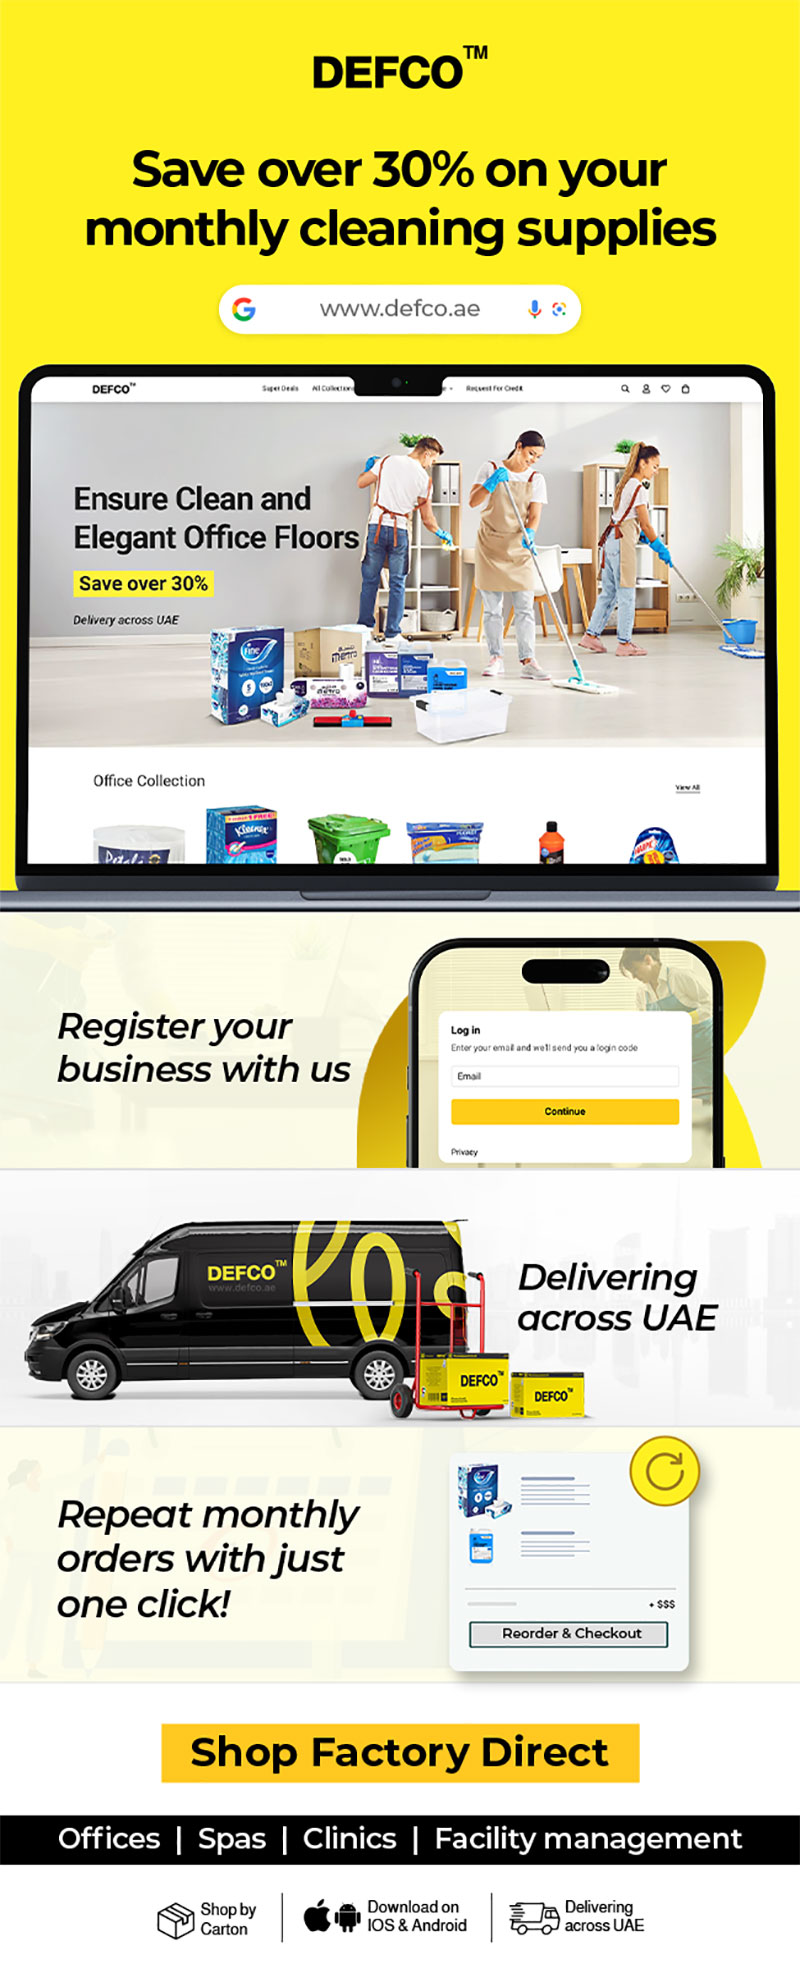 DEFCO™
Save over 30% on your
monthly cleaning supplies
www.defco.ae
DEFCO™
Super Deals All Collection Request For Credit
Ensure Clean and
Elegant Office Floors
Save over 30%
Delivery across UAE
Fine
Office Collection
View All
Kleenex
Register your
business with us
Log in
Enter your email and we'll send you a login code
Email
Continue
Privacy
DEFCO™
www.defco.ae
Delivering
across UAE
DEFCO™
DEFCO™
Repeat monthly
orders with just
one click!
+ $$$
Reorder & Checkout
Shop Factory Direct
Offices | Spas | Clinics | Facility management
Shop by
Carton
Download on
IOS & Android
Delivering
across UAE